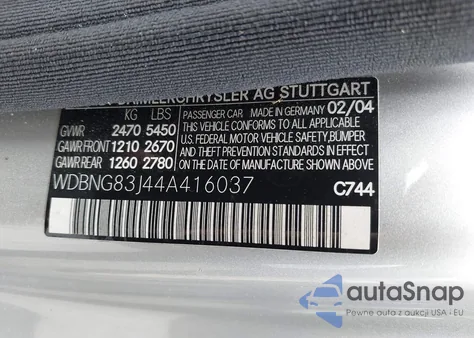 DAIMLERCHRYSLER AG STUTTGART
KG LBS
PASSENGER CAR MADE IN GERMANY 02/04
GVWR 2470 5450
THIS VEHICLE CONFORMS TO ALL APPLICABLE
GAWR FRONT 1210 2670
U.S. FEDERAL MOTOR VEHICLE SAFETY, BUMPER
GAWR REAR 1260 2780
AND THEFT PREVENTION STANDARDS IN EFFECT
ON THE DATE OF MANUFACTURE SHOWN ABOVE
WDBNG83J44A416037
C744
autoSnap
Pewne auta z aukcji USA i EU